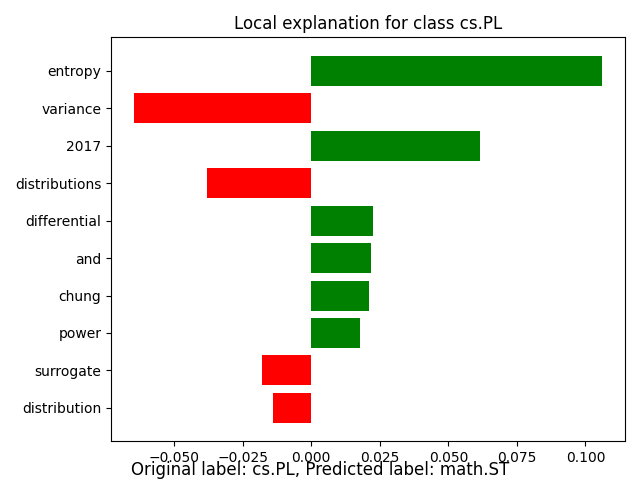 Local explanation for class cs.PL
entropy
variance
2017
distributions
differential
and
chung
power
surrogate
distribution
−0.050 −0.025 0.000 0.025 0.050 0.075 0.100
Original label: cs.PL, Predicted label: math.ST